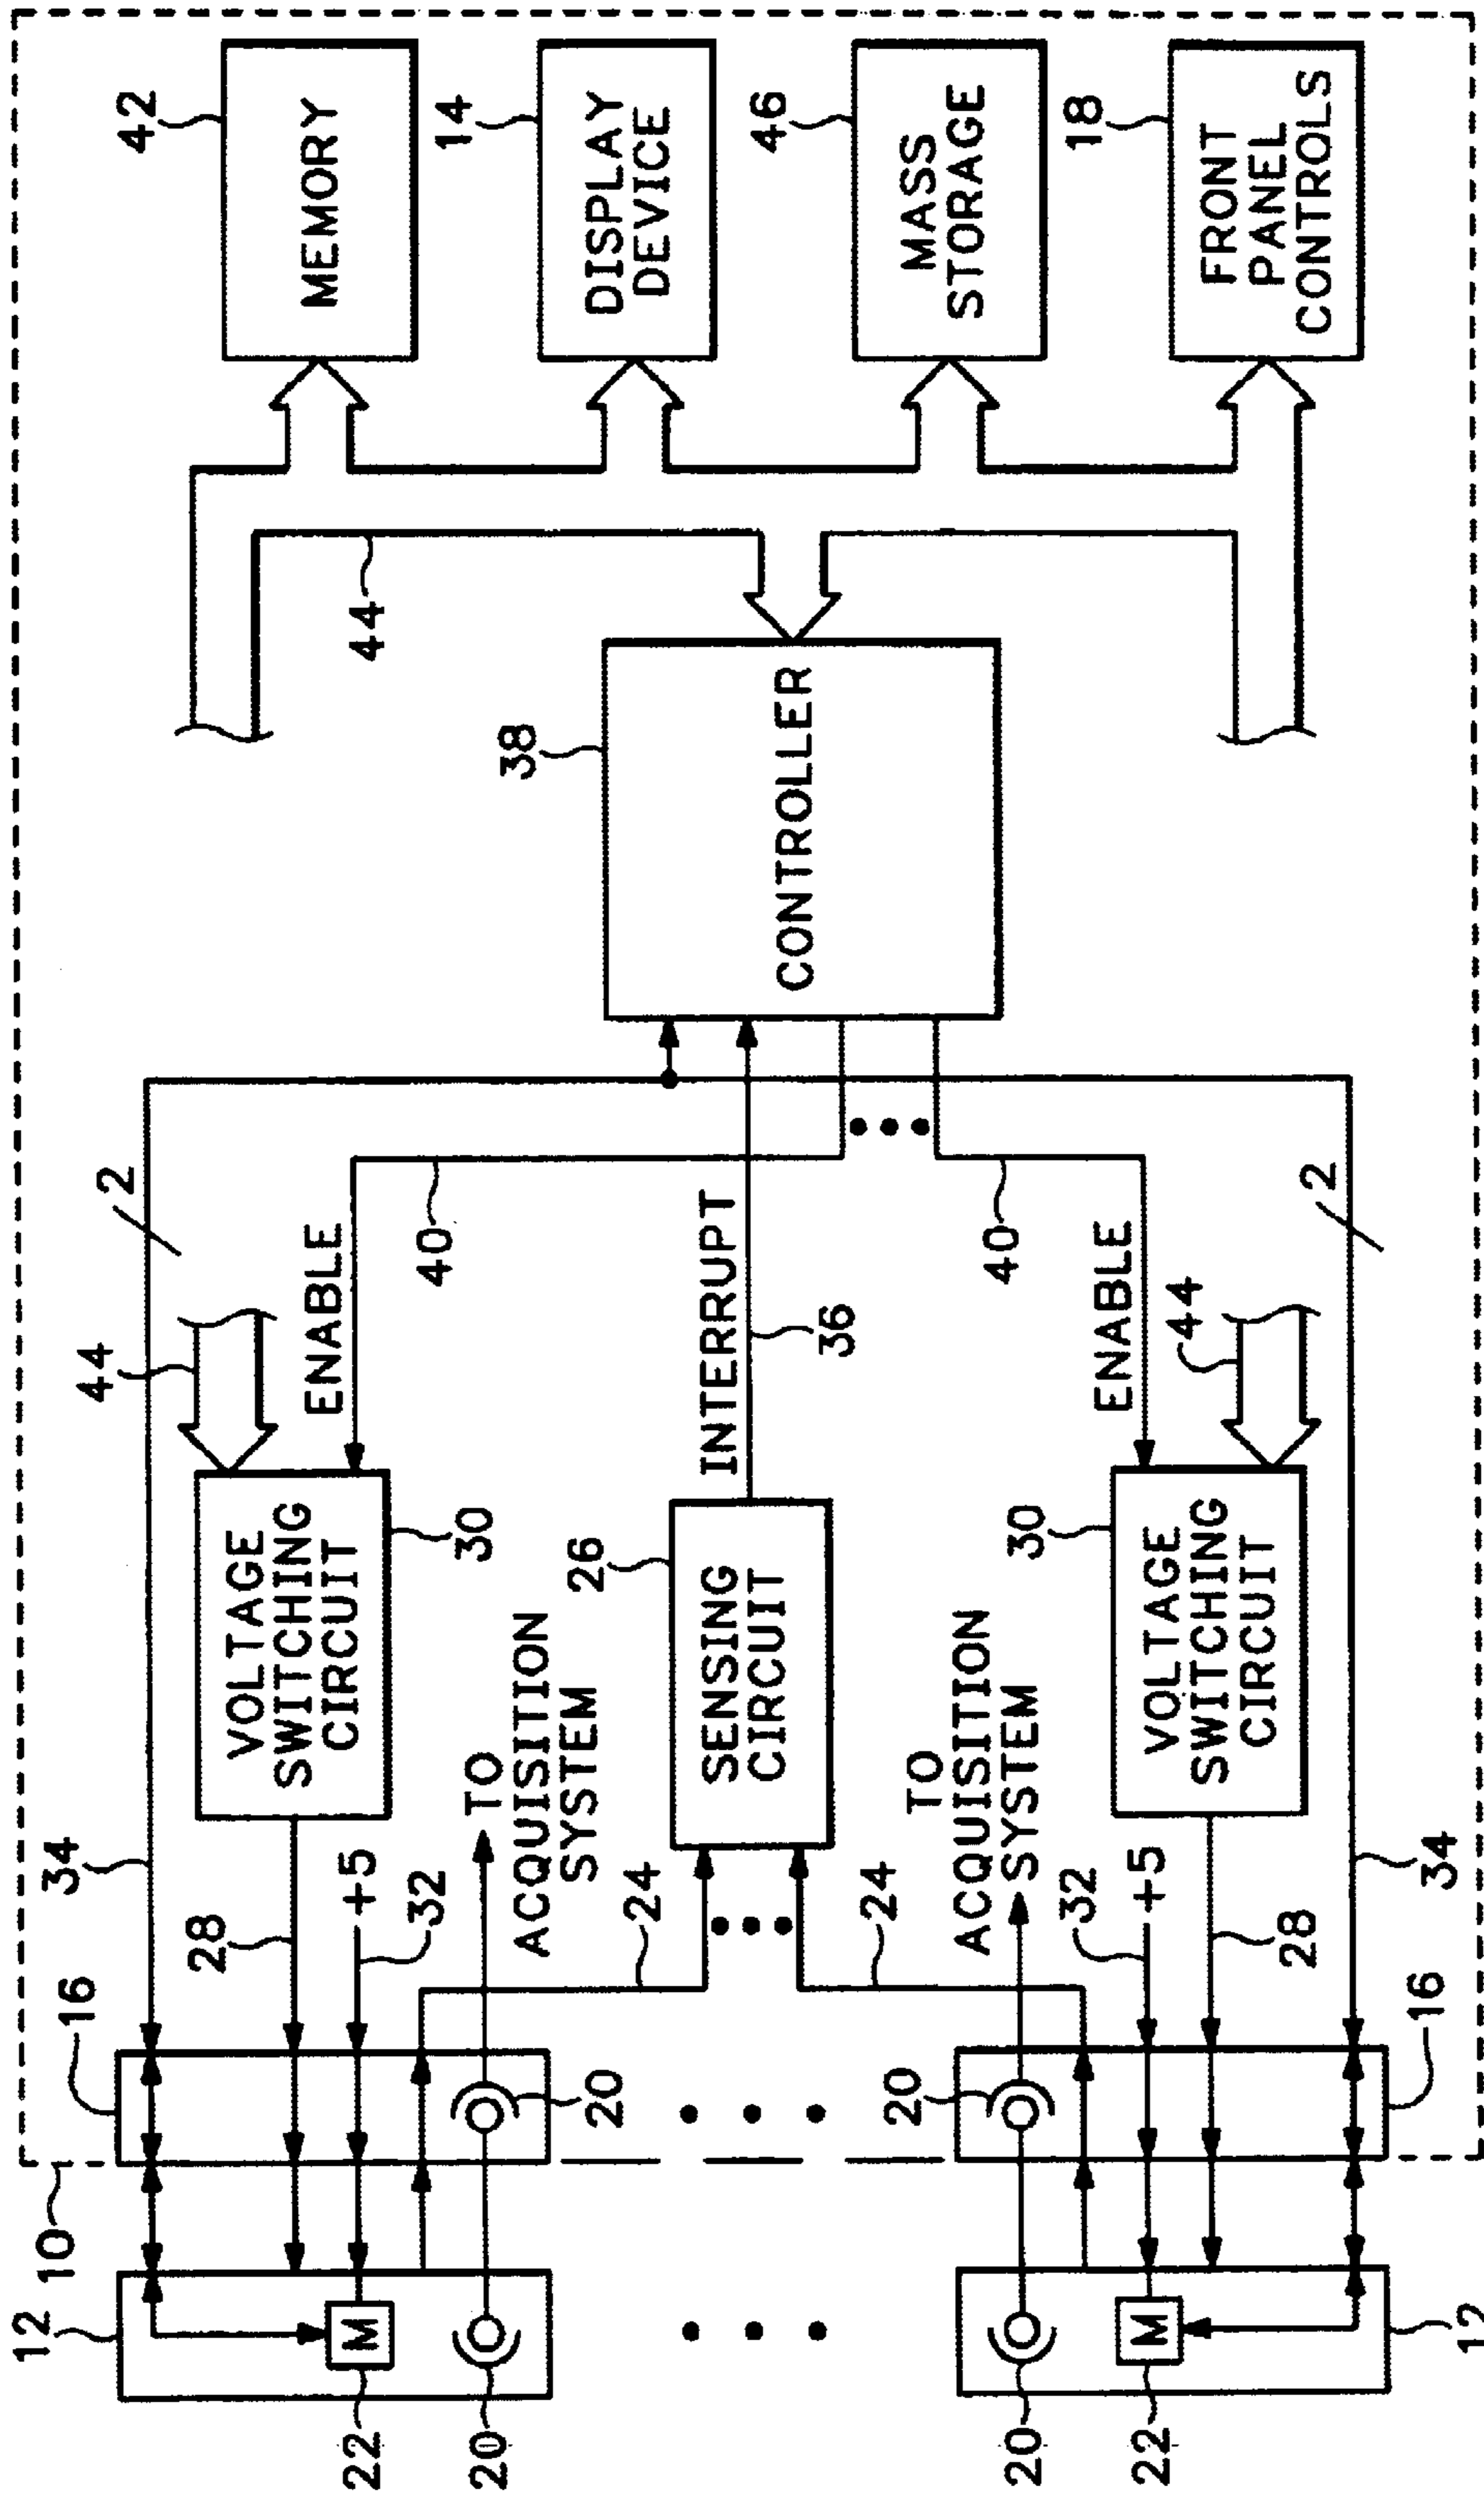 12
10
16
34
44
2
42
28
VOLTAGE
SWITCHING
CIRCUIT
ENABLE
MEMORY
+5
32
22
M
44
40
30
14
20
TO
ACQUISITION
SYSTEM
38
DISPLAY
DEVICE
20
26
24
SENSING
CIRCUIT
INTERRUPT
36
CONTROLLER
46
24
20
TO
ACQUISITION
SYSTEM
MASS
STORAGE
20
30
40
18
32
+5
22
M
VOLTAGE
SWITCHING
CIRCUIT
ENABLE
44
FRONT
PANEL
CONTROLS
28
2
16
34
12